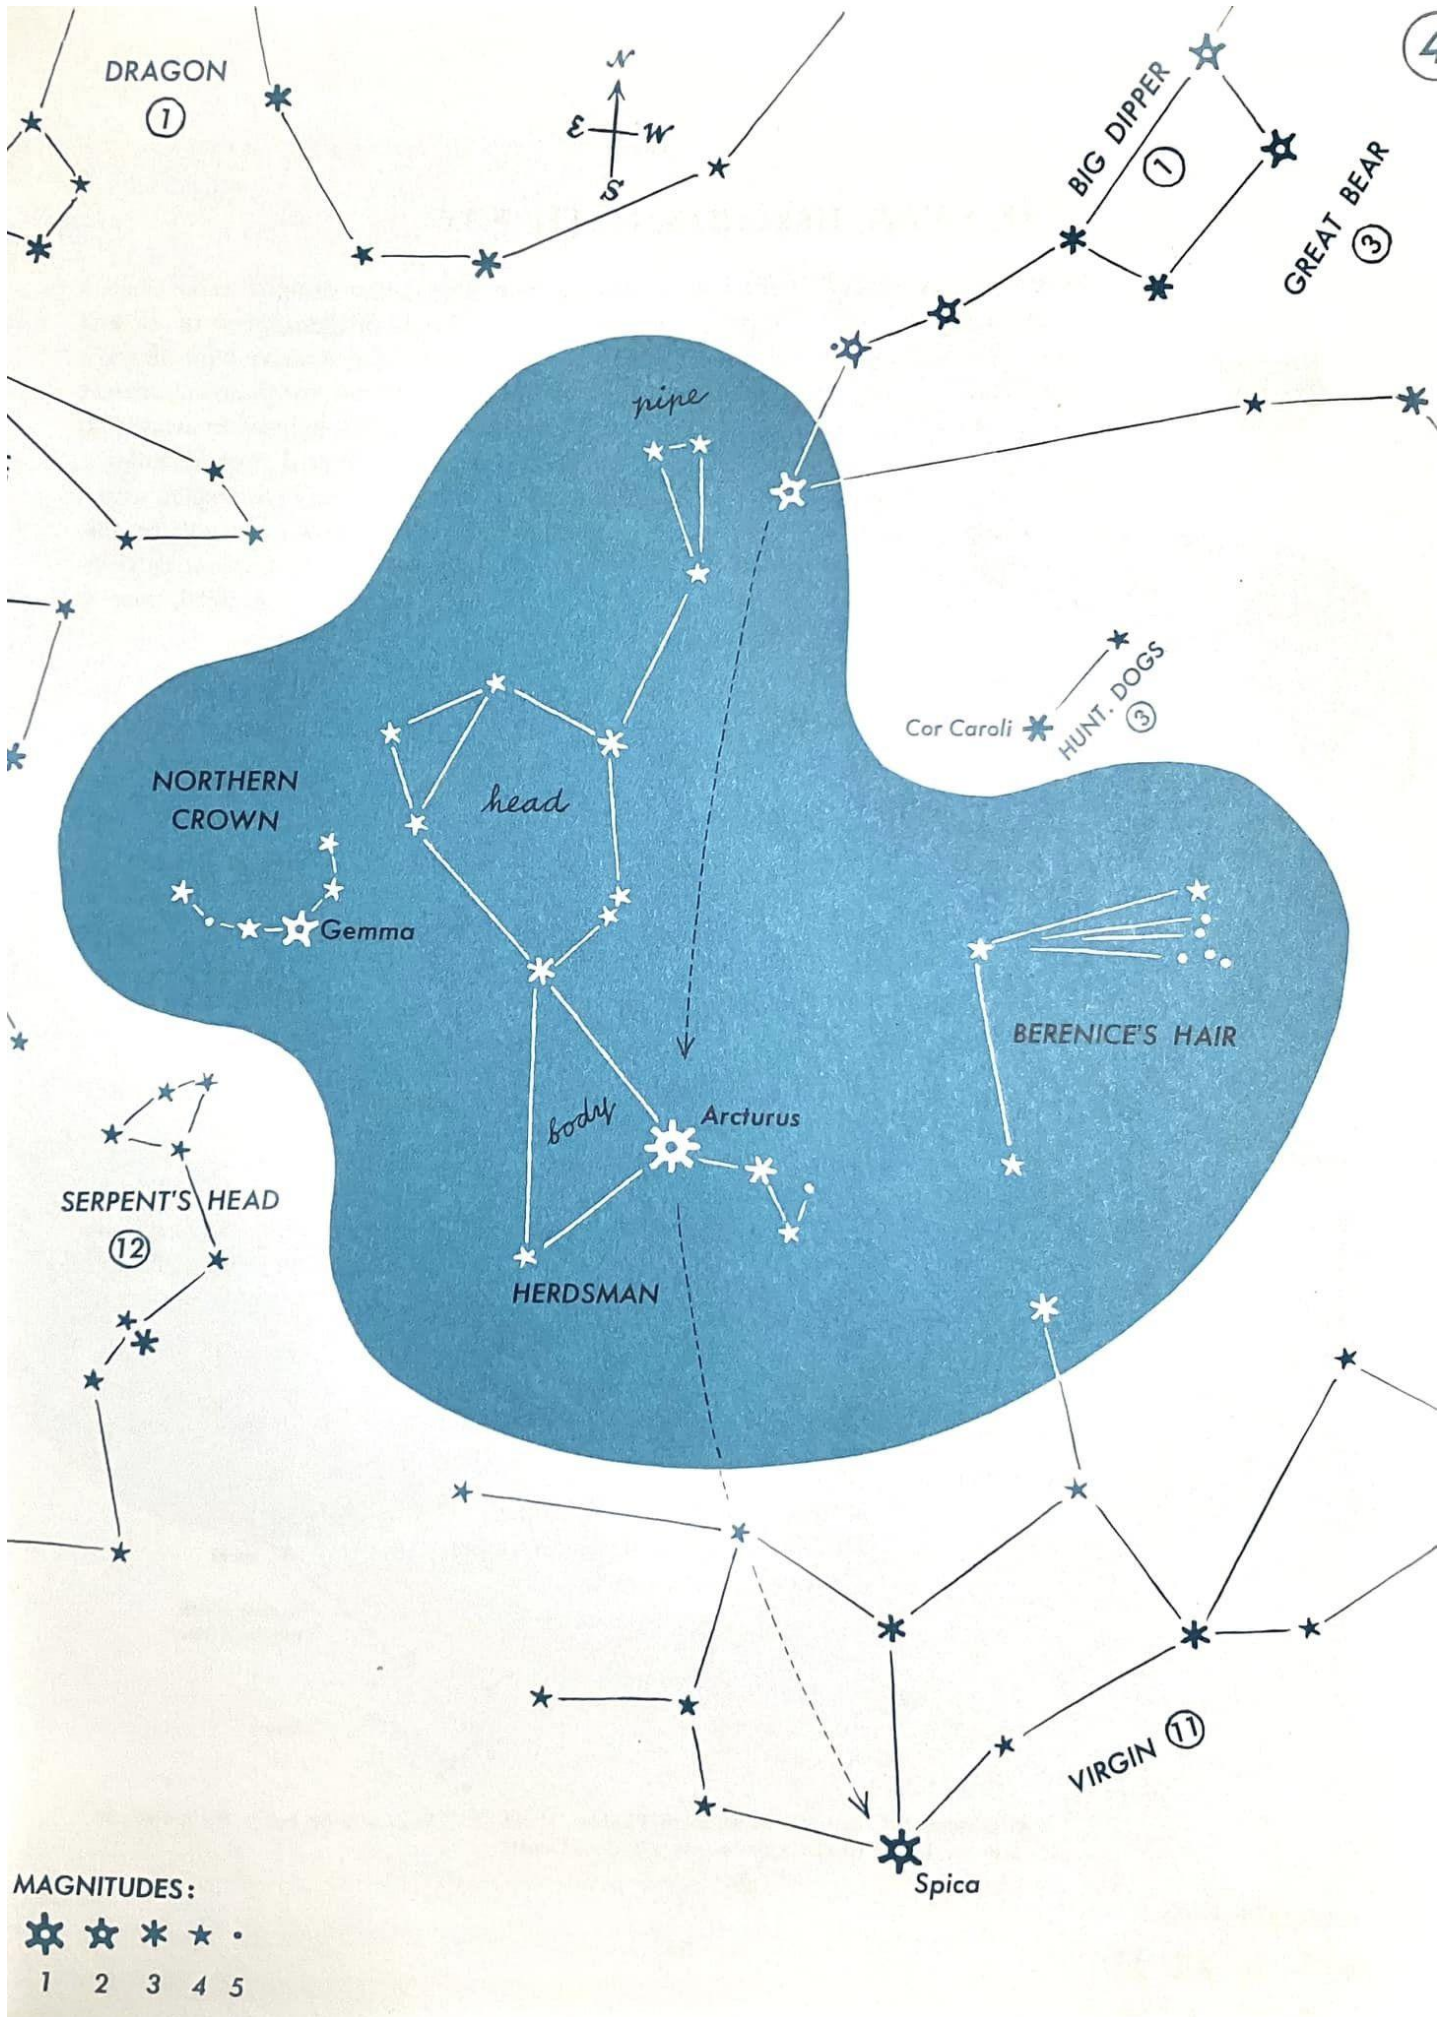 4
DRAGON
1
N
E W
S
BIG DIPPER
1
GREAT BEAR
3
pipe
Cor Caroli
HUNT. DOGS
3
NORTHERN
CROWN
head
Gemma
BERENICE'S HAIR
body
Arcturus
SERPENT'S HEAD
12
HERDSMAN
VIRGIN 11
Spica
MAGNITUDES:
1 2 3 4 5